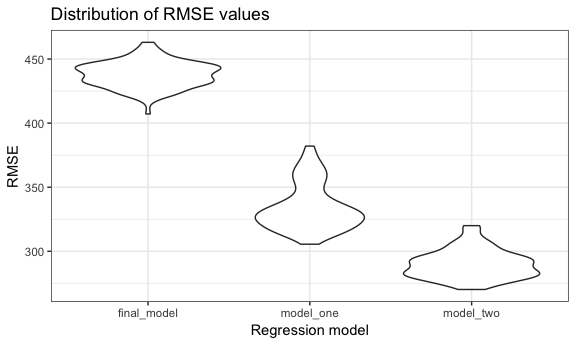 Distribution of RMSE values
450
400
350
300
RMSE
final_model model_one model_two
Regression model